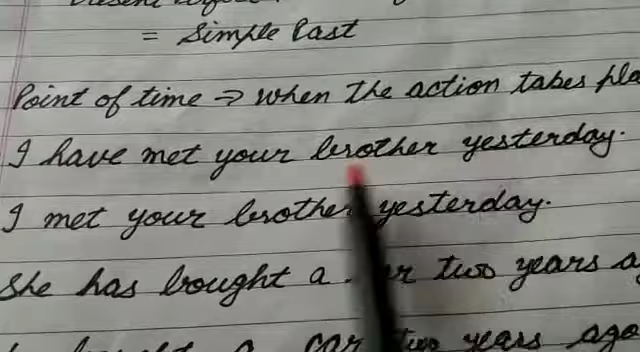 = Simple Past
Point of time ⇒ when the action takes
I have met your brother yesterday.
I met your brother yesterday.
She has bought a two years
a car two years ago